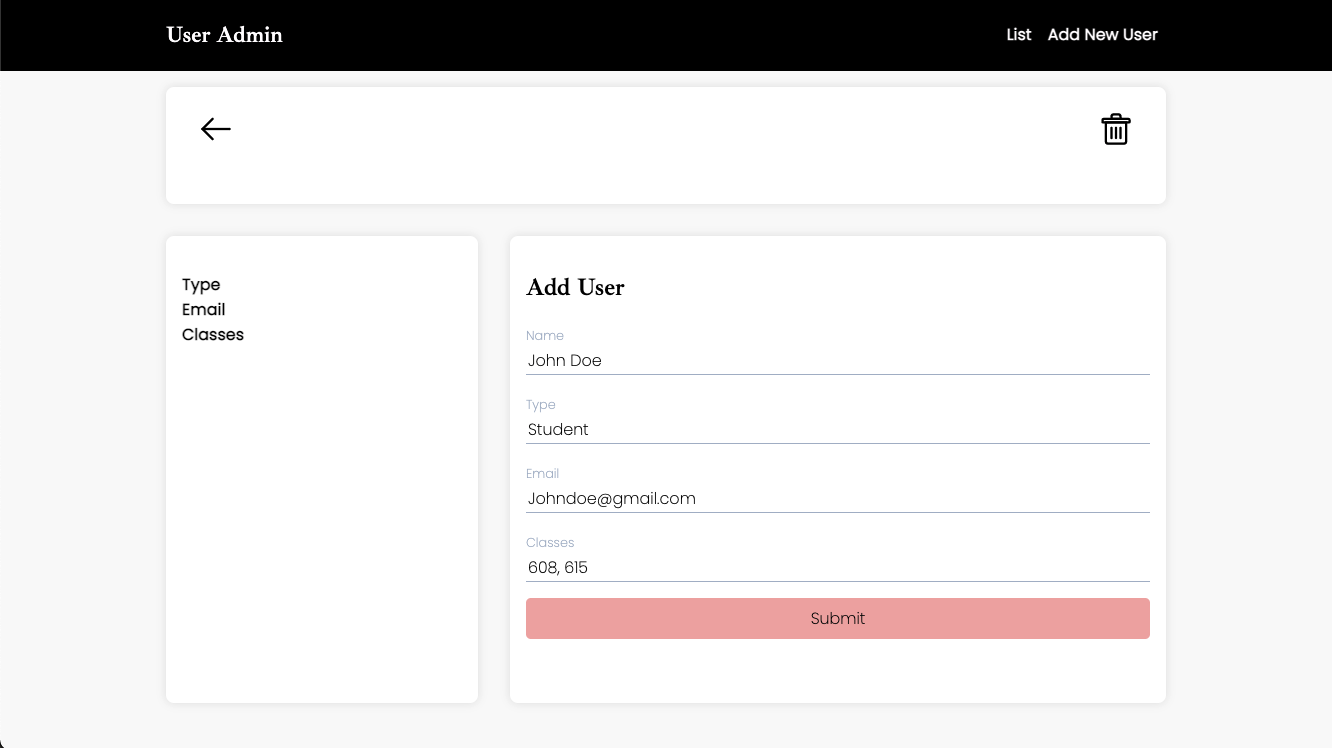 User Admin
List
Add New User
Type
Email
Classes
Add User
Name
John Doe
Type
Student
Email
Johndoe@gmail.com
Classes
608, 615
Submit